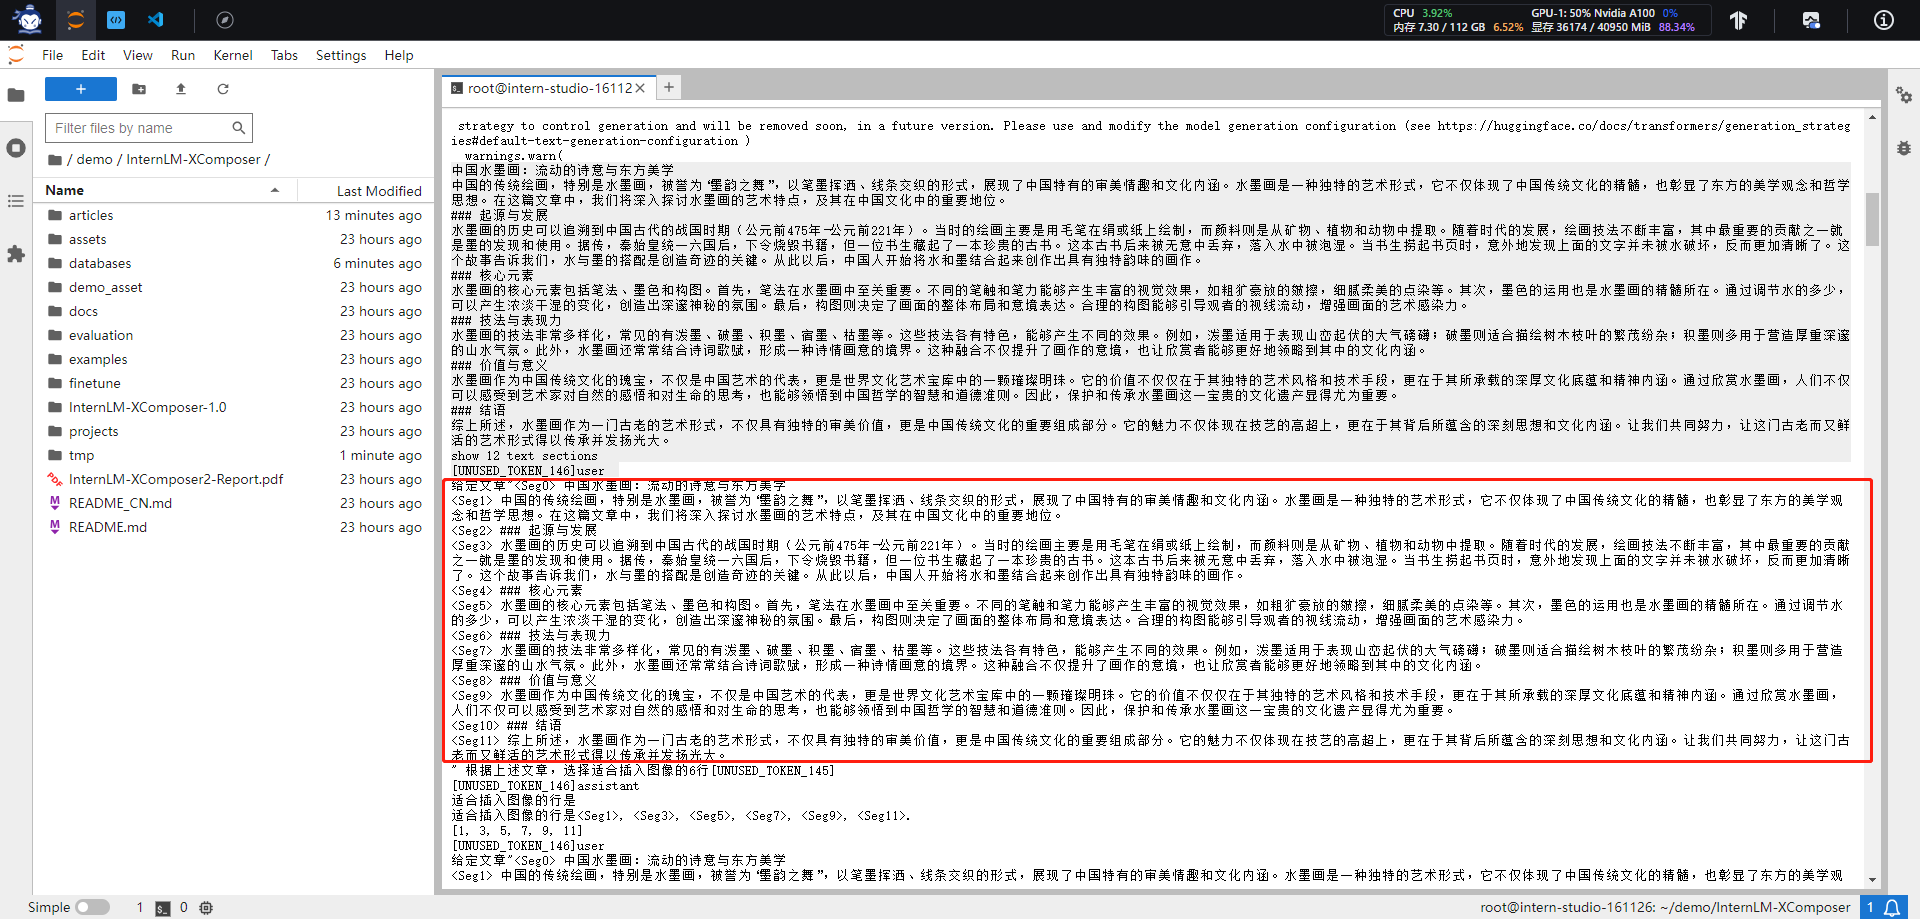 CPU 3.92% GPU-1: 50% Nvidia A100 0%
内存 7.30 / 112 GB 6.52% 显存 36174 / 40950 MiB 88.34%
File Edit View Run Kernel Tabs Settings Help
+
root@intern-studio-16112
Filter files by name
/ demo / InternLM-XComposer /
Name Last Modified
articles 13 minutes ago
assets 23 hours ago
databases 6 minutes ago
demo_asset 23 hours ago
docs 23 hours ago
evaluation 23 hours ago
examples 23 hours ago
finetune 23 hours ago
InternLM-XComposer-1.0 23 hours ago
projects 23 hours ago
tmp 1 minute ago
InternLM-XComposer2-Report.pdf 23 hours ago
README_CN.md 23 hours ago
README.md 23 hours ago
strategy to control generation and will be removed soon, in a future version. Please use and modify the model generation configuration (see https://huggingface.co/docs/transformers/generation_strateg
ies#default-text-generation-configuration )
warnings.warn(
中国水墨画：流动的诗意与东方美学
中国的传统绘画，特别是水墨画，被誉为“墨韵之舞”，以笔墨挥洒、线条交织的形式，展现了中国特有的审美情趣和文化内涵。水墨画是一种独特的艺术形式，它不仅体现了中国传统文化的精髓，也彰显了东方的美学观念和哲学
思想。在这篇文章中，我们将深入探讨水墨画的艺术特点，及其在中国文化中的重要地位。
### 起源与发展
水墨画的历史可以追溯到中国古代的战国时期（公元前475年-公元前221年）。当时的绘画主要是用毛笔在绢或纸上绘制，而颜料则是从矿物、植物和动物中提取。随着时代的发展，绘画技法不断丰富，其中最重要的贡献之一就
是墨的发现和使用。据传，秦始皇统一六国后，下令烧毁书籍，但一位书生藏起了一本珍贵的古书。这本古书后来被无意中丢弃，落入水中被泡湿。当书生捞起书页时，意外地发现上面的文字并未被水破坏，反而更加清晰了。这
个故事告诉我们，水与墨的搭配是创造奇迹的关键。从此以后，中国人开始将水和墨结合起来创作出具有独特韵味的画作。
### 核心元素
水墨画的核心元素包括笔法、墨色和构图。首先，笔法在水墨画中至关重要。不同的笔触和笔力能够产生丰富的视觉效果，如粗犷豪放的皴擦，细腻柔美的点染等。其次，墨色的运用也是水墨画的精髓所在。通过调节水的多少，
可以产生浓淡干湿的变化，创造出深邃神秘的氛围。最后，构图则决定了画面的整体布局和意境表达。合理的构图能够引导观者的视线流动，增强画面的艺术感染力。
### 技法与表现力
水墨画的技法非常多样化，常见的有泼墨、破墨、积墨、宿墨、枯墨等。这些技法各有特色，能够产生不同的效果。例如，泼墨适用于表现山峦起伏的大气磅礴；破墨则适合描绘树木枝叶的繁茂纷杂；积墨则多用于营造厚重深邃
的山水气氛。此外，水墨画还常常结合诗词歌赋，形成一种诗情画意的境界。这种融合不仅提升了画作的意境，也让欣赏者能够更好地领略到其中的文化内涵。
### 价值与意义
水墨画作为中国传统文化的瑰宝，不仅是中国艺术的代表，更是世界文化艺术宝库中的一颗璀璨明珠。它的价值不仅仅在于其独特的艺术风格和技术手段，更在于其所承载的深厚文化底蕴和精神内涵。通过欣赏水墨画，人们不仅
可以感受到艺术家对自然的感悟和对生命的思考，也能够领悟到中国哲学的智慧和道德准则。因此，保护和传承水墨画这一宝贵的文化遗产显得尤为重要。
### 结语
综上所述，水墨画作为一门古老的艺术形式，不仅具有独特的审美价值，更是中国传统文化的重要组成部分。它的魅力不仅体现在技艺的高超上，更在于其背后所蕴含的深刻思想和文化内涵。让我们共同努力，让这门古老而又鲜
活的艺术形式得以传承并发扬光大。
show 12 text sections
[UNUSED_TOKEN_146]user
给定文章"<Seg0> 中国水墨画：流动的诗意与东方美学
<Seg1> 中国的传统绘画，特别是水墨画，被誉为“墨韵之舞”，以笔墨挥洒、线条交织的形式，展现了中国特有的审美情趣和文化内涵。水墨画是一种独特的艺术形式，它不仅体现了中国传统文化的精髓，也彰显了东方的美学观
念和哲学思想。在这篇文章中，我们将深入探讨水墨画的艺术特点，及其在中国文化中的重要地位。
<Seg2> ### 起源与发展
<Seg3> 水墨画的历史可以追溯到中国古代的战国时期（公元前475年-公元前221年）。当时的绘画主要是用毛笔在绢或纸上绘制，而颜料则是从矿物、植物和动物中提取。随着时代的发展，绘画技法不断丰富，其中最重要的贡献
之一就是墨的发现和使用。据传，秦始皇统一六国后，下令烧毁书籍，但一位书生藏起了一本珍贵的古书。这本古书后来被无意中丢弃，落入水中被泡湿。当书生捞起书页时，意外地发现上面的文字并未被水破坏，反而更加清晰
了。这个故事告诉我们，水与墨的搭配是创造奇迹的关键。从此以后，中国人开始将水和墨结合起来创作出具有独特韵味的画作。
<Seg4> ### 核心元素
<Seg5> 水墨画的核心元素包括笔法、墨色和构图。首先，笔法在水墨画中至关重要。不同的笔触和笔力能够产生丰富的视觉效果，如粗犷豪放的皴擦，细腻柔美的点染等。其次，墨色的运用也是水墨画的精髓所在。通过调节水
的多少，可以产生浓淡干湿的变化，创造出深邃神秘的氛围。最后，构图则决定了画面的整体布局和意境表达。合理的构图能够引导观者的视线流动，增强画面的艺术感染力。
<Seg6> ### 技法与表现力
<Seg7> 水墨画的技法非常多样化，常见的有泼墨、破墨、积墨、宿墨、枯墨等。这些技法各有特色，能够产生不同的效果。例如，泼墨适用于表现山峦起伏的大气磅礴；破墨则适合描绘树木枝叶的繁茂纷杂；积墨则多用于营造
厚重深邃的山水气氛。此外，水墨画还常常结合诗词歌赋，形成一种诗情画意的境界。这种融合不仅提升了画作的意境，也让欣赏者能够更好地领略到其中的文化内涵。
<Seg8> ### 价值与意义
<Seg9> 水墨画作为中国传统文化的瑰宝，不仅是中国艺术的代表，更是世界文化艺术宝库中的一颗璀璨明珠。它的价值不仅仅在于其独特的艺术风格和技术手段，更在于其所承载的深厚文化底蕴和精神内涵。通过欣赏水墨画，
人们不仅可以感受到艺术家对自然的感悟和对生命的思考，也能够领悟到中国哲学的智慧和道德准则。因此，保护和传承水墨画这一宝贵的文化遗产显得尤为重要。
<Seg10> ### 结语
<Seg11> 综上所述，水墨画作为一门古老的艺术形式，不仅具有独特的审美价值，更是中国传统文化的重要组成部分。它的魅力不仅体现在技艺的高超上，更在于其背后所蕴含的深刻思想和文化内涵。让我们共同努力，让这门古
老而又鲜活的艺术形式得以传承并发扬光大。
" 根据上述文章，选择适合插入图像的6行[UNUSED_TOKEN_145]
[UNUSED_TOKEN_146]assistant
适合插入图像的行是
适合插入图像的行是<Seg1>, <Seg3>, <Seg5>, <Seg7>, <Seg9>, <Seg11>.
[1, 3, 5, 7, 9, 11]
[UNUSED_TOKEN_146]user
给定文章"<Seg0> 中国水墨画：流动的诗意与东方美学
<Seg1> 中国的传统绘画，特别是水墨画，被誉为“墨韵之舞”，以笔墨挥洒、线条交织的形式，展现了中国特有的审美情趣和文化内涵。水墨画是一种独特的艺术形式，它不仅体现了中国传统文化的精髓，也彰显了东方的美学观
Simple 1 0 root@intern-studio-161126: ~/demo/InternLM-XComposer 1